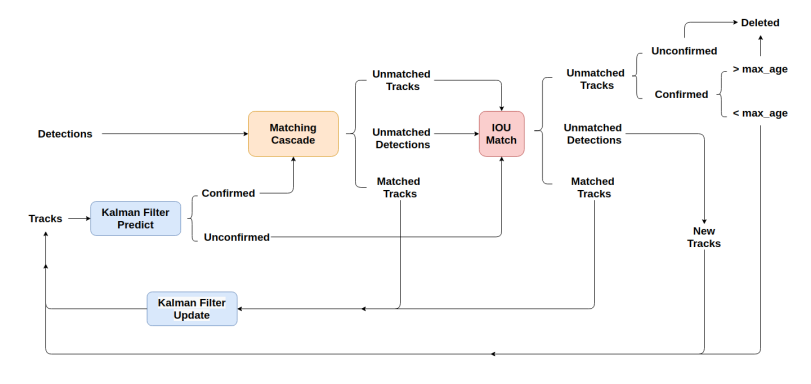 Deleted
Unconfirmed
Unmatched
Tracks
Unmatched
Tracks
> max_age
Confirmed
< max_age
Detections
Matching
Cascade
Unmatched
Detections
IOU
Match
Unmatched
Detections
Matched
Tracks
Matched
Tracks
Confirmed
Tracks
Kalman Filter
Predict
Unconfirmed
New
Tracks
Kalman Filter
Update